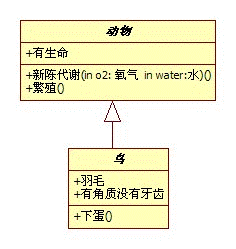 动物
+有生命
+新陈代谢(in o2: 氧气 in water:水)()
+繁殖()
鸟
+羽毛
+有角质没有牙齿
+下蛋()